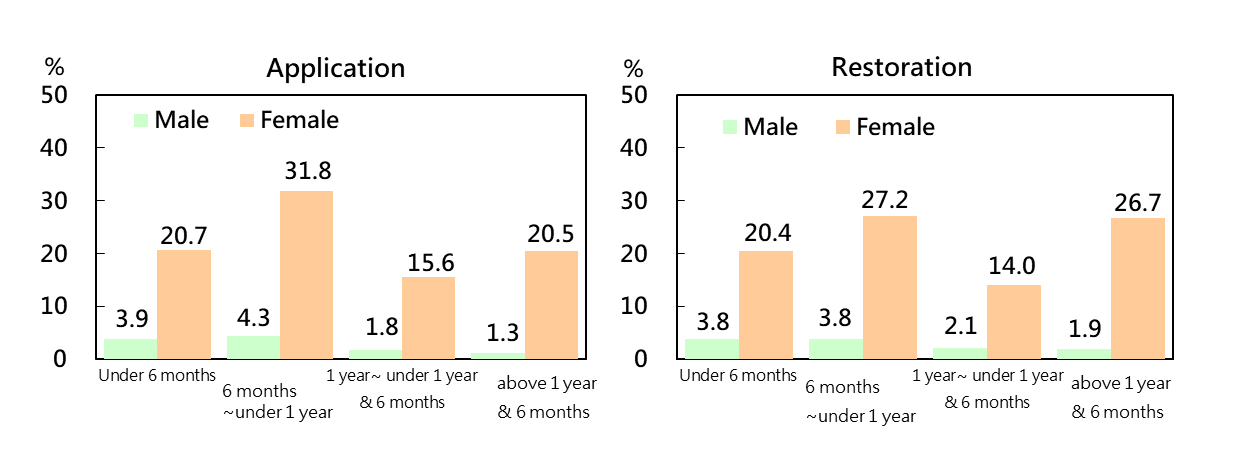 Application
%
50
40
30
20
10
0
Male Female
3.9
20.7
4.3
31.8
1.8
15.6
1.3
20.5
Under 6 months
6 months
~under 1 year
1 year~ under 1 year
& 6 months
above 1 year
& 6 months
Restoration
%
50
40
30
20
10
0
Male Female
3.8
20.4
3.8
27.2
2.1
14.0
1.9
26.7
Under 6 months
6 months
~under 1 year
1 year~ under 1 year
& 6 months
above 1 year
& 6 months